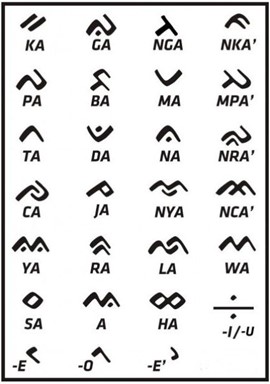 ᨀ ᨁ ᨂ ᨃ
KA GA NGA NKA'
ᨄ ᨅ ᨆ ᨇ
PA BA MA MPA'
ᨈ ᨉ ᨊ ᨋ
TA DA NA NRA'
ᨌ ᨍ ᨎ ᨏ
CA JA NYA NCA'
ᨐ ᨑ ᨒ ᨓ
YA RA LA WA
ᨔ ᨕ ᨖ ᨗ ᨘ
SA A HA -I/-U
-E ᨙ -O ᨚ -E' ᨛ